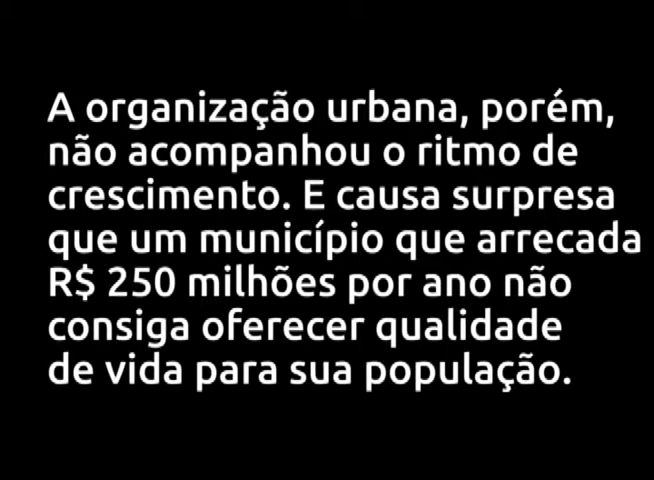 A organização urbana, porém,
não acompanhou o ritmo de
crescimento. E causa surpresa
que um município que arrecada
R$ 250 milhões por ano não
consiga oferecer qualidade
de vida para sua população.